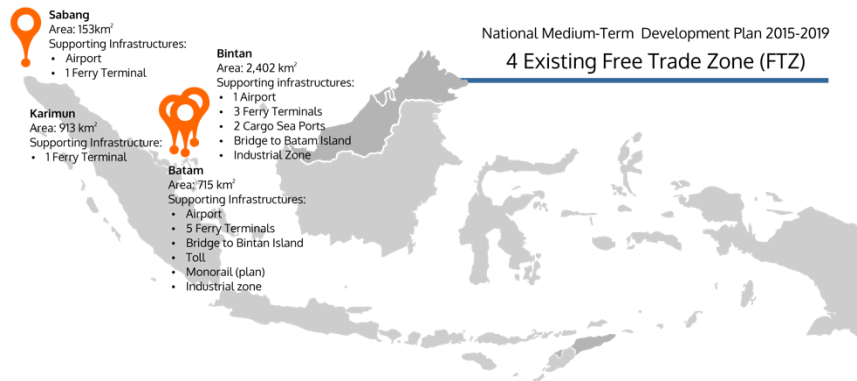 National Medium-Term Development Plan 2015-2019
4 Existing Free Trade Zone (FTZ)
Sabang
Area: 153km²
Supporting Infrastructures:
• Airport
• 1 Ferry Terminal
Bintan
Area: 2,402 km²
Supporting infrastructures:
• 1 Airport
• 3 Ferry Terminals
• 2 Cargo Sea Ports
• Bridge to Batam Island
• Industrial Zone
Karimun
Area: 913 km²
Supporting Infrastructure:
• 1 Ferry Terminal
Batam
Area: 715 km²
Supporting Infrastructures:
• Airport
• 5 Ferry Terminals
• Bridge to Bintan Island
• Toll
• Monorail (plan)
• Industrial zone